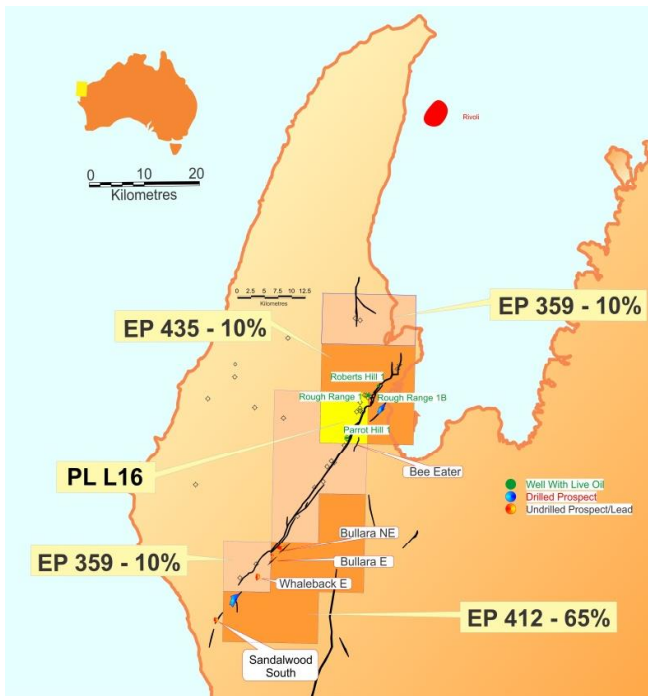 0 10 20
Kilometres
Rivoli
0 2.5 5 7.5 10 12.5
Kilometres
EP 359 - 10%
EP 435 - 10%
Roberts Hill 1
Rough Range 1
Rough Range 1B
Parrot Hill 1
PL L16
Bee Eater
Well With Live Oil
Drilled Prospect
Undrilled Prospect/Lead
Bullara NE
Bullara E
EP 359 - 10%
Whaleback E
EP 412 - 65%
Sandalwood
South